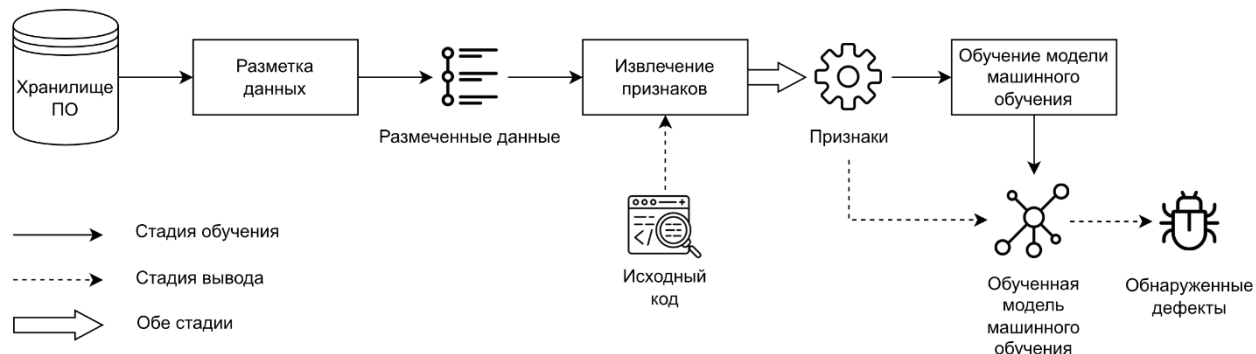 Хранилище
ПО
Разметка
данных
Размеченные данные
Извлечение
признаков
Признаки
Обучение модели
машинного
обучения
</>
Исходный
код
Обученная
модель
машинного
обучения
Обнаруженные
дефекты
Стадия обучения
Стадия вывода
Обе стадии